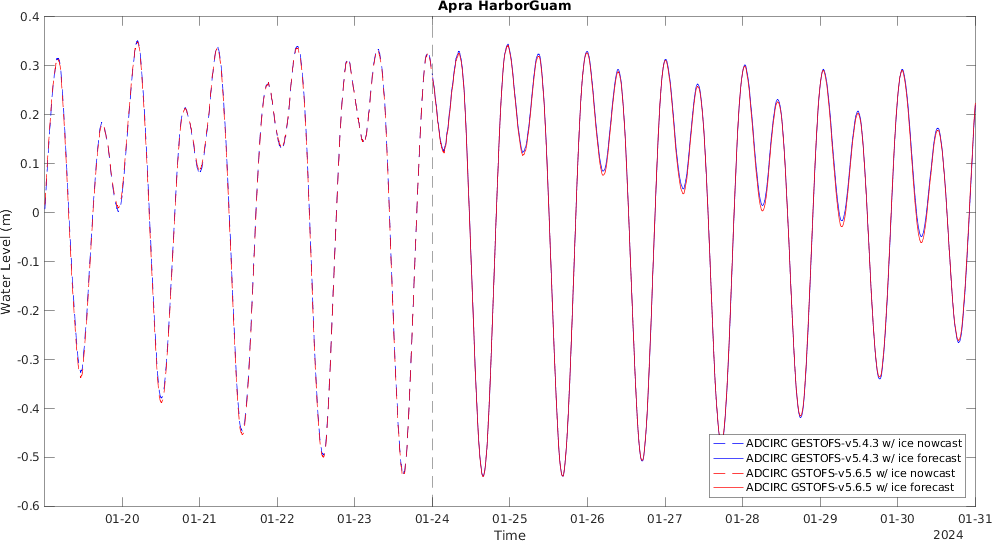 Apra HarborGuam
0.4
0.3
0.2
0.1
0
-0.1
-0.2
-0.3
-0.4
-0.5
-0.6
Water Level (m)
ADCIRC GESTOFS-v5.4.3 w/ ice nowcast
ADCIRC GESTOFS-v5.4.3 w/ ice forecast
ADCIRC GSTOFS-v5.6.5 w/ ice nowcast
ADCIRC GSTOFS-v5.6.5 w/ ice forecast
01-20 01-21 01-22 01-23 01-24 01-25 01-26 01-27 01-28 01-29 01-30 01-31
Time
2024